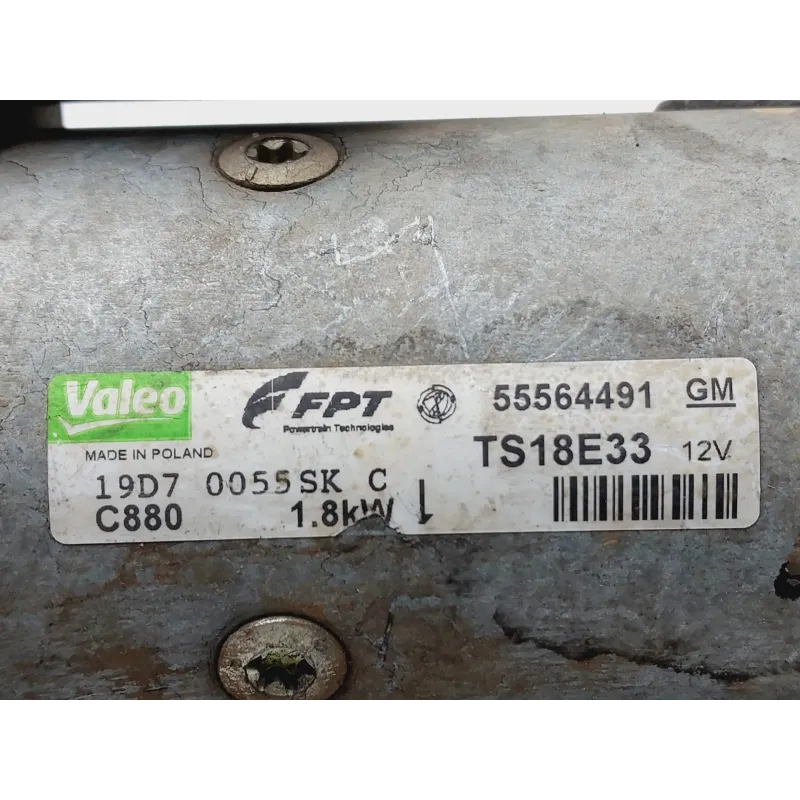 Valeo FPT 55564491 GM
Powertrain Technologies
MADE IN POLAND TS18E33 12V
19D7 0055SK C
C880 1.8kW